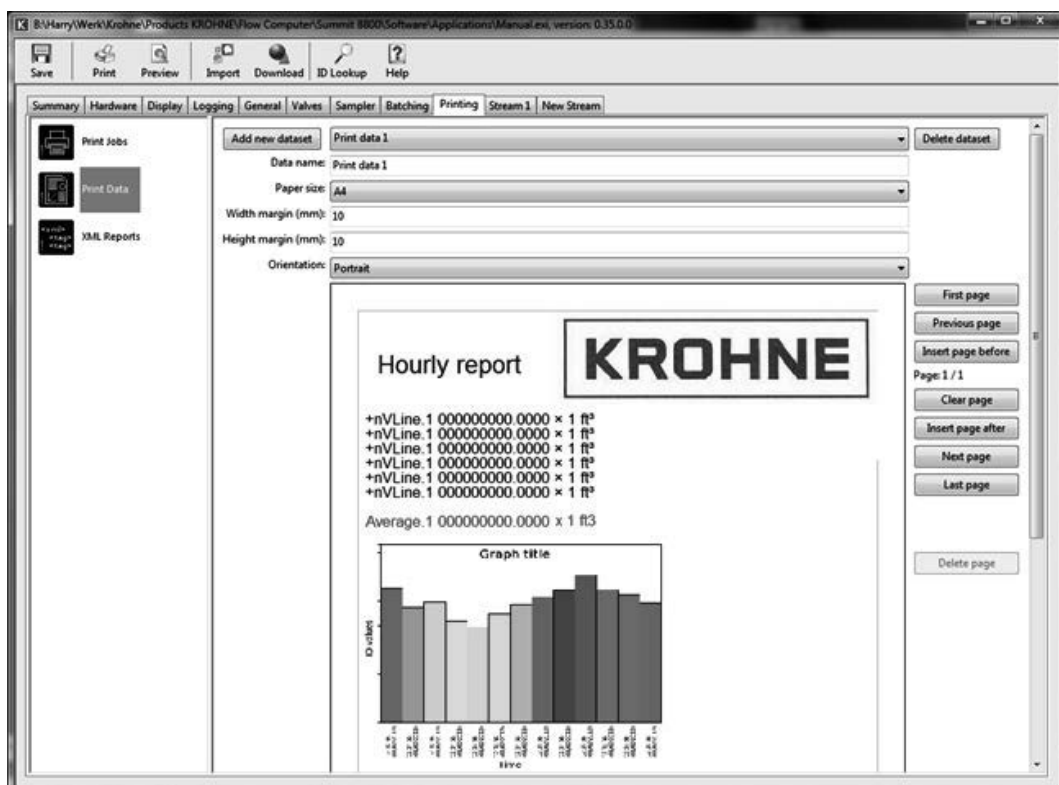 B:\Harry\Werk\Krohne\Products KROHNE\Flow Computer\Summit 8800\Software\Applications\Manual.exi, version: 0.35.0.0
Save Print Preview Import Download ID Lookup Help
Summary Hardware Display Logging General Valves Sampler Batching Printing Stream 1 New Stream
Print Jobs
Print Data
XML Reports
Add new dataset Print data 1 Delete dataset
Data name: Print data 1
Paper size: A4
Width margin (mm): 10
Height margin (mm): 10
Orientation: Portrait
First page
Previous page
Insert page before
Page: 1 / 1
Clear page
Insert page after
Next page
Last page
Delete page
Hourly report KROHNE
+nVLine.1 000000000.0000 × 1 ft³
+nVLine.1 000000000.0000 × 1 ft³
+nVLine.1 000000000.0000 × 1 ft³
+nVLine.1 000000000.0000 × 1 ft³
+nVLine.1 000000000.0000 × 1 ft³
+nVLine.1 000000000.0000 × 1 ft³
Average.1 000000000.0000 x 1 ft3
Graph title
ID values
Time